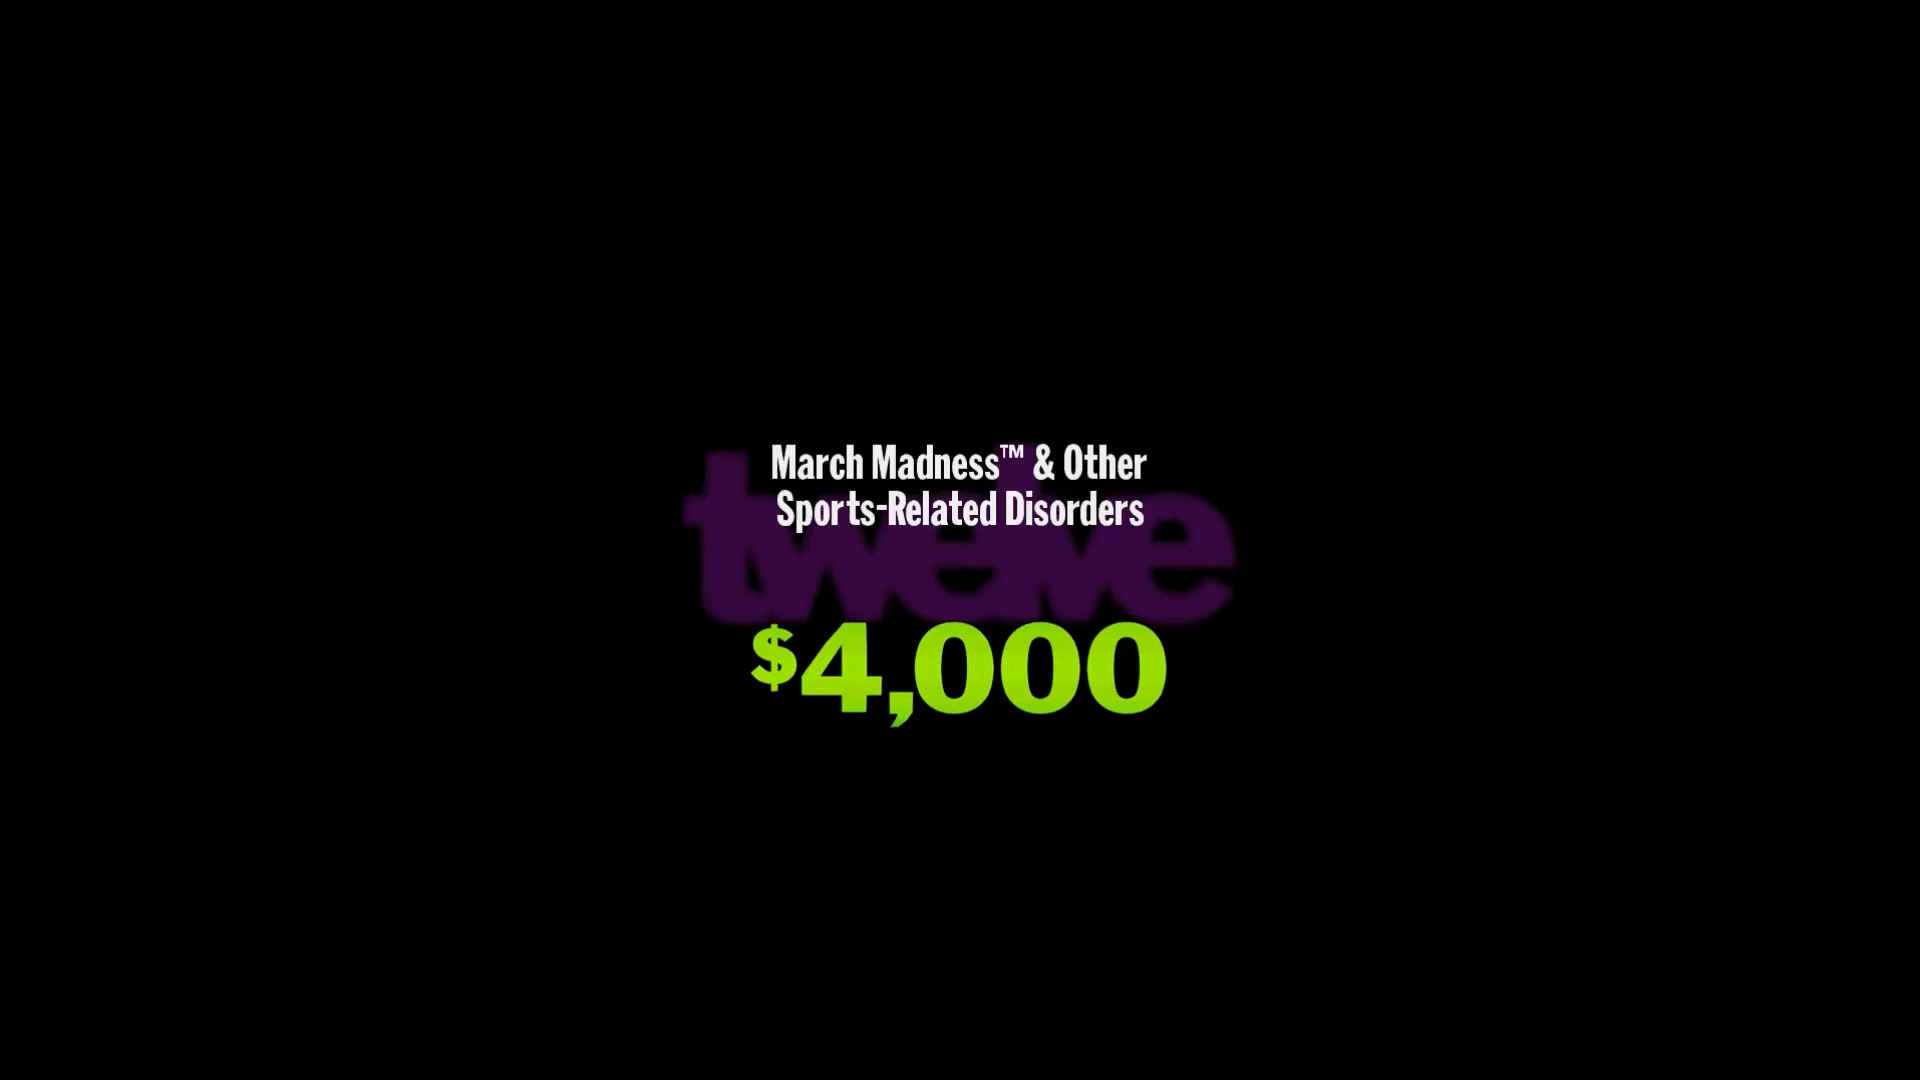 March Madness™ & Other
Sports-Related Disorders
twelve
$4,000